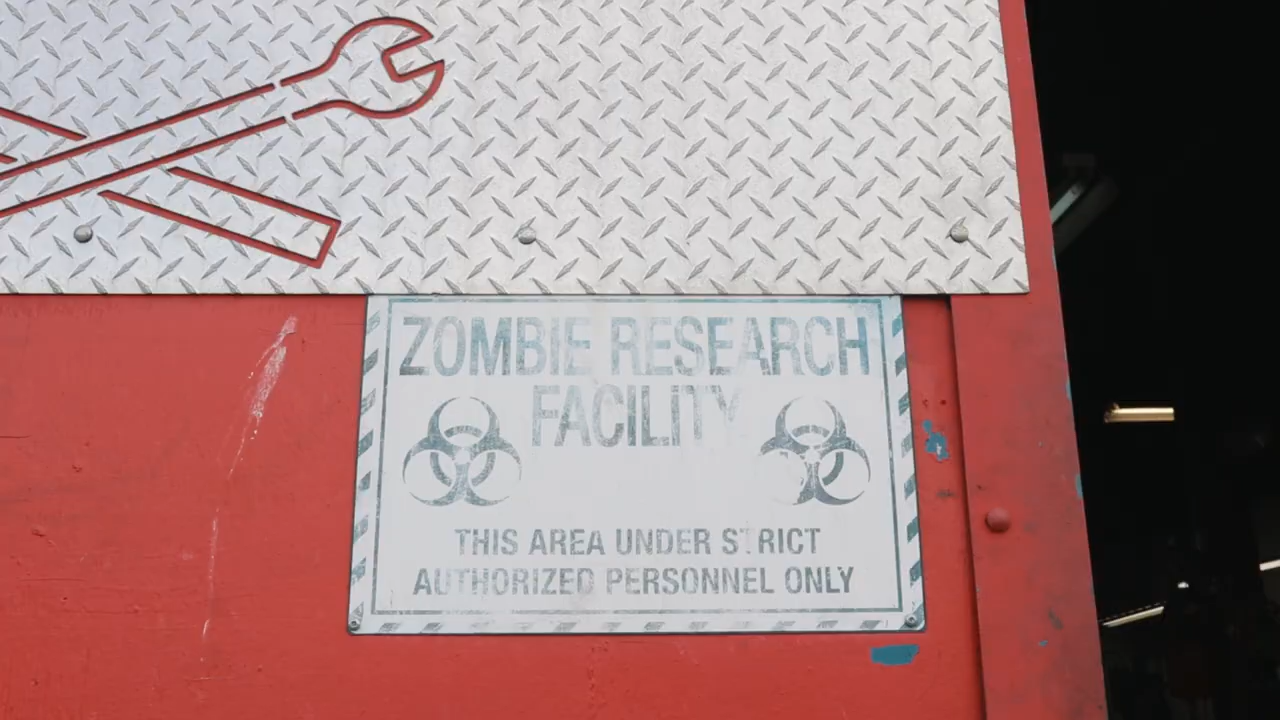 ZOMBIE RESEARCH
FACILITY
THIS AREA UNDER STRICT
AUTHORIZED PERSONNEL ONLY